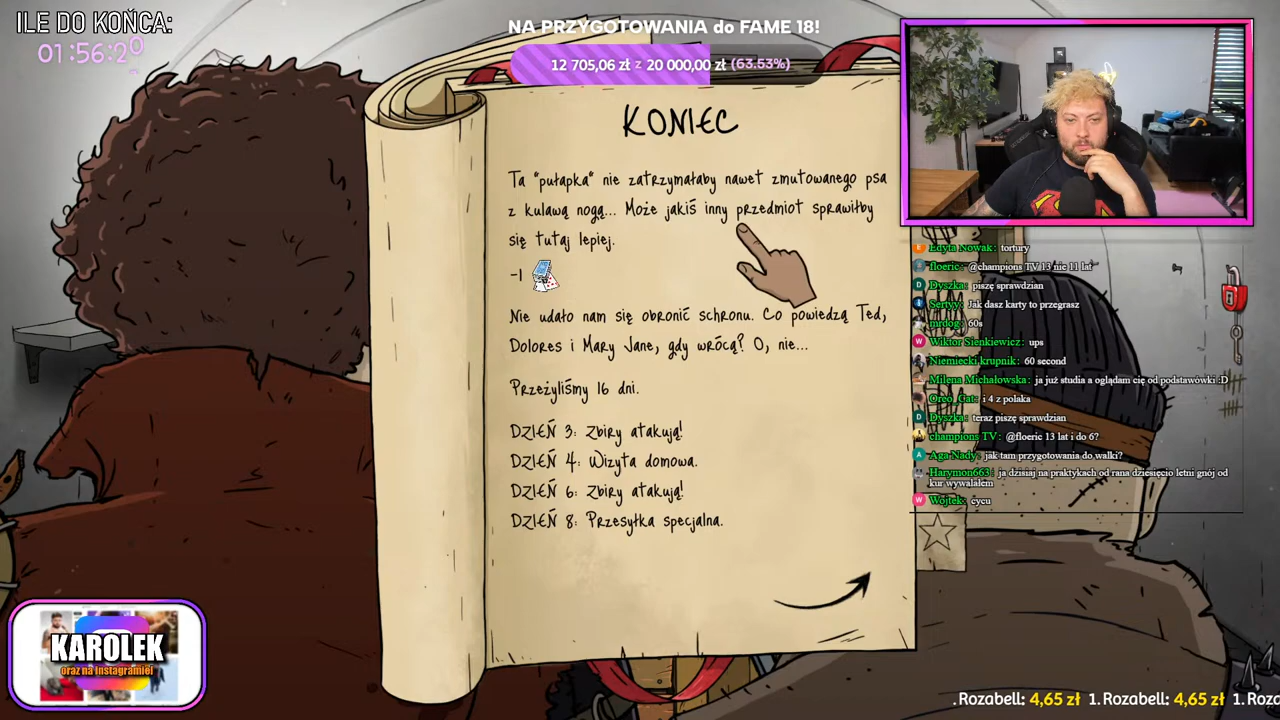 ILE DO KOŃCA:
01:56:20
NA PRZYGOTOWANIA do FAME 18!
12 705,06 zł z 20 000,00 zł (63.53%)
KONIEC
Ta "pułapka" nie zatrzymałaby nawet zmutowanego psa
z kulawą nogą... Może jakiś inny przedmiot sprawiłby
się tutaj lepiej.
-1
Nie udało nam się obronić schronu. Co powiedzą Ted,
Dolores i Mary Jane, gdy wrócą? O, nie...
Przeżyliśmy 16 dni.
DZIEŃ 3: Zbiry atakują!
DZIEŃ 4: Wizyta domowa.
DZIEŃ 6: Zbiry atakują!
DZIEŃ 8: Przesyłka specjalna.
Edyta Nowak: tortury
floeric: @champions TV 13 nie 11 lat
Dyszka: piszę sprawdzian
Sertyy: Jak dasz karty to przegrasz
mrdog: 60s
Wiktor Sienkiewicz: ups
Niemiecki krupnik: 60 second
Milena Michałowska: ja już studia a oglądam cię od podstawówki :D
Oreo_Cat: i 4 z polaka
Dyszka: teraz piszę sprawdzian
champions TV: @floeric 13 lat i do 6?
Aga Nady: jak tam przygotowania do walki?
Harymon663: ja dzisiaj na praktykach od rana dziesięcio letni gnój od
kur wywalałem
Wojtek: cycu
KAROLEK
oraz na Instagramie!
. Rozabell: 4,65 zł 1. Rozabell: 4,65 zł 1. Roza